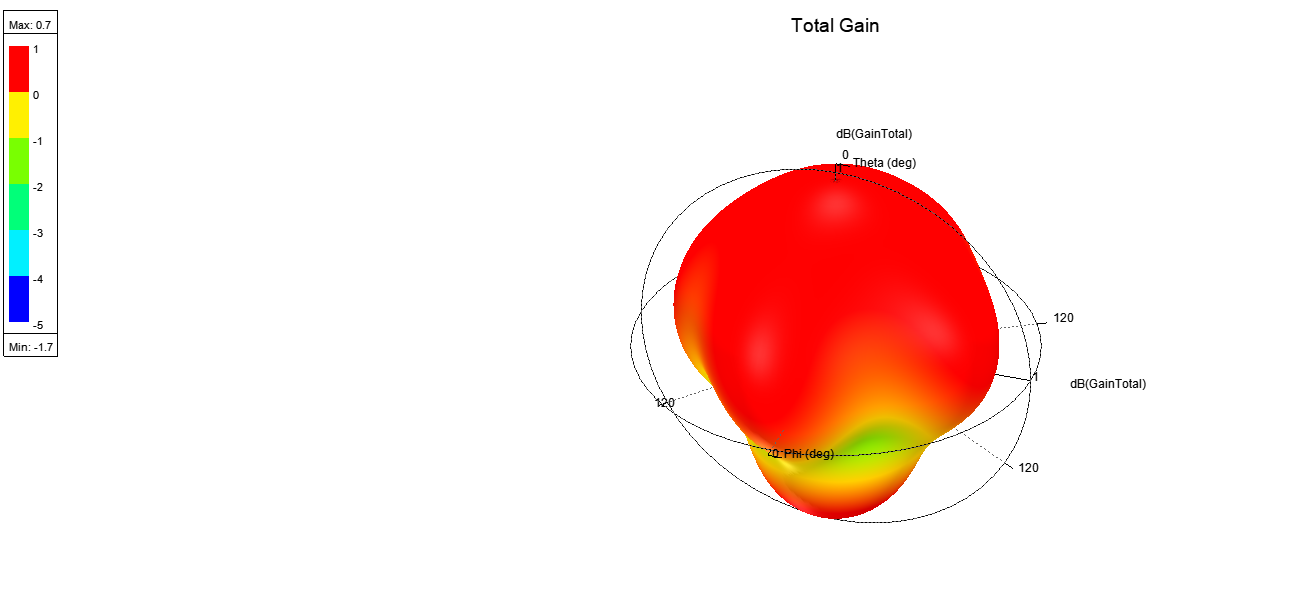 Total Gain
Max: 0.7
1
0
-1
-2
-3
-4
-5
Min: -1.7
dB(GainTotal)
0
1
Theta (deg)
120
1
dB(GainTotal)
120
0
Phi (deg)
120